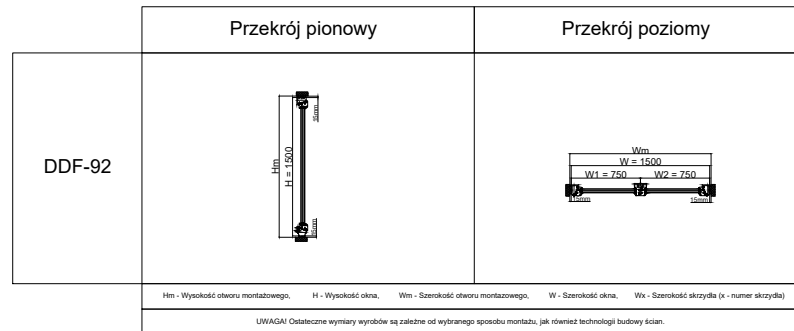 Przekrój pionowy
Przekrój poziomy
DDF-92
Hm
H = 1500
15mm
Wm
W = 1500
W1 = 750
W2 = 750
15mm
15mm
Hm - Wysokość otworu montażowego, H - Wysokość okna, Wm - Szerokość otworu montazowego, W - Szerokość okna, Wx - Szerokość skrzydła (x - numer skrzydła)
UWAGA! Ostateczne wymiary wyrobów są zależne od wybranego sposobu montażu, jak również technologii budowy ścian.